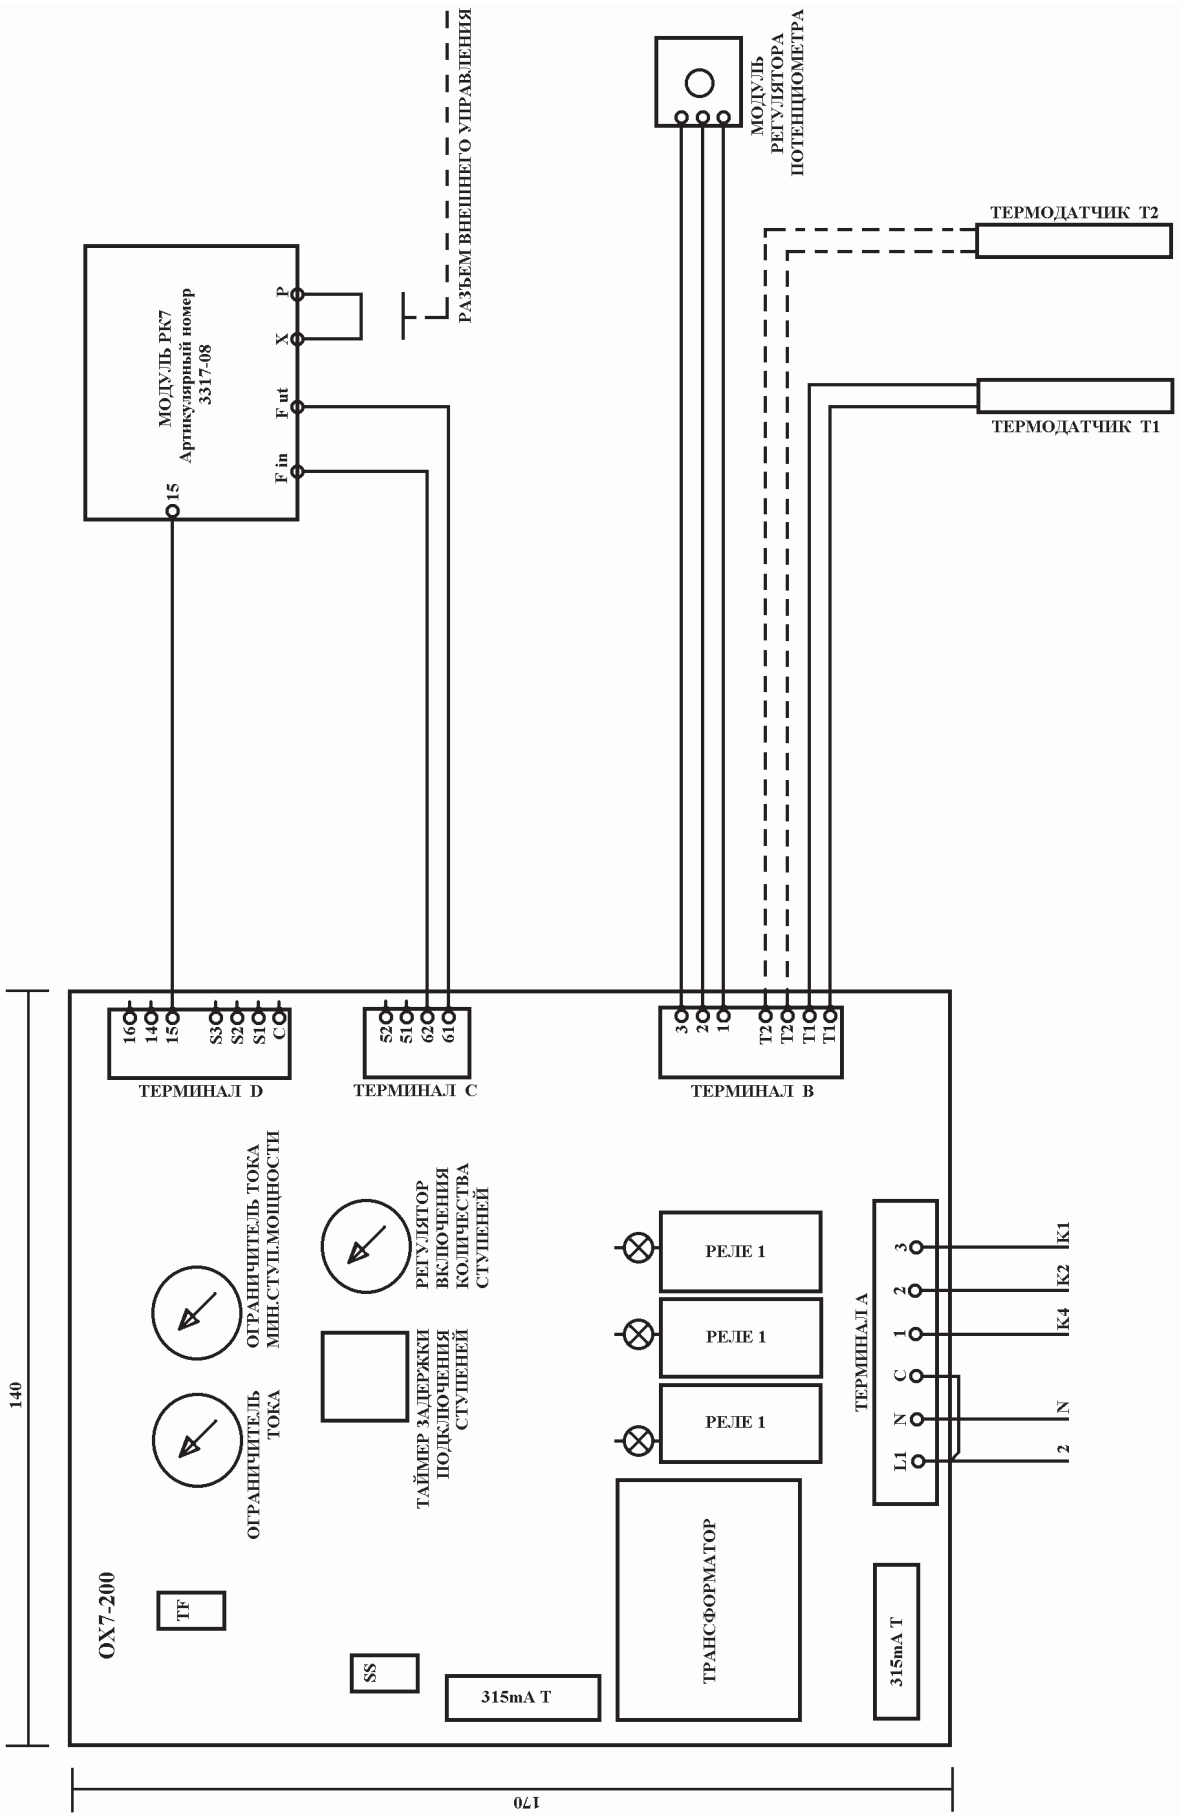 РАЗЪЕМ ВНЕШНЕГО УПРАВЛЕНИЯ
МОДУЛЬ
РЕГУЛЯТОРА
ПОТЕНЦИОМЕТРА
ТЕРМОДАТЧИК T2
ТЕРМОДАТЧИК T1
МОДУЛЬ РК7
Артикулярный номер
3317-08
P
X
F ut
F in
15
16
14
15
S3
S2
S1
C
ТЕРМИНАЛ D
52
51
62
61
ТЕРМИНАЛ C
3
2
1
T2
T2
T1
T1
ТЕРМИНАЛ B
ОГРАНИЧИТЕЛЬ ТОКА
МИН.СТУП.МОЩНОСТИ
РЕГУЛЯТОР
ВКЛЮЧЕНИЯ
КОЛИЧЕСТВА
СТУПЕНЕЙ
ОГРАНИЧИТЕЛЬ
ТОКА
ТАЙМЕР ЗАДЕРЖКИ
ПОДКЛЮЧЕНИЯ
СТУПЕНЕЙ
РЕЛЕ 1
РЕЛЕ 1
РЕЛЕ 1
ТЕРМИНАЛ А
3
2
1
C
N
L1
K1
K2
K4
N
2
OX7-200
TF
SS
315mA T
ТРАНСФОРМАТОР
315mA T
140
170